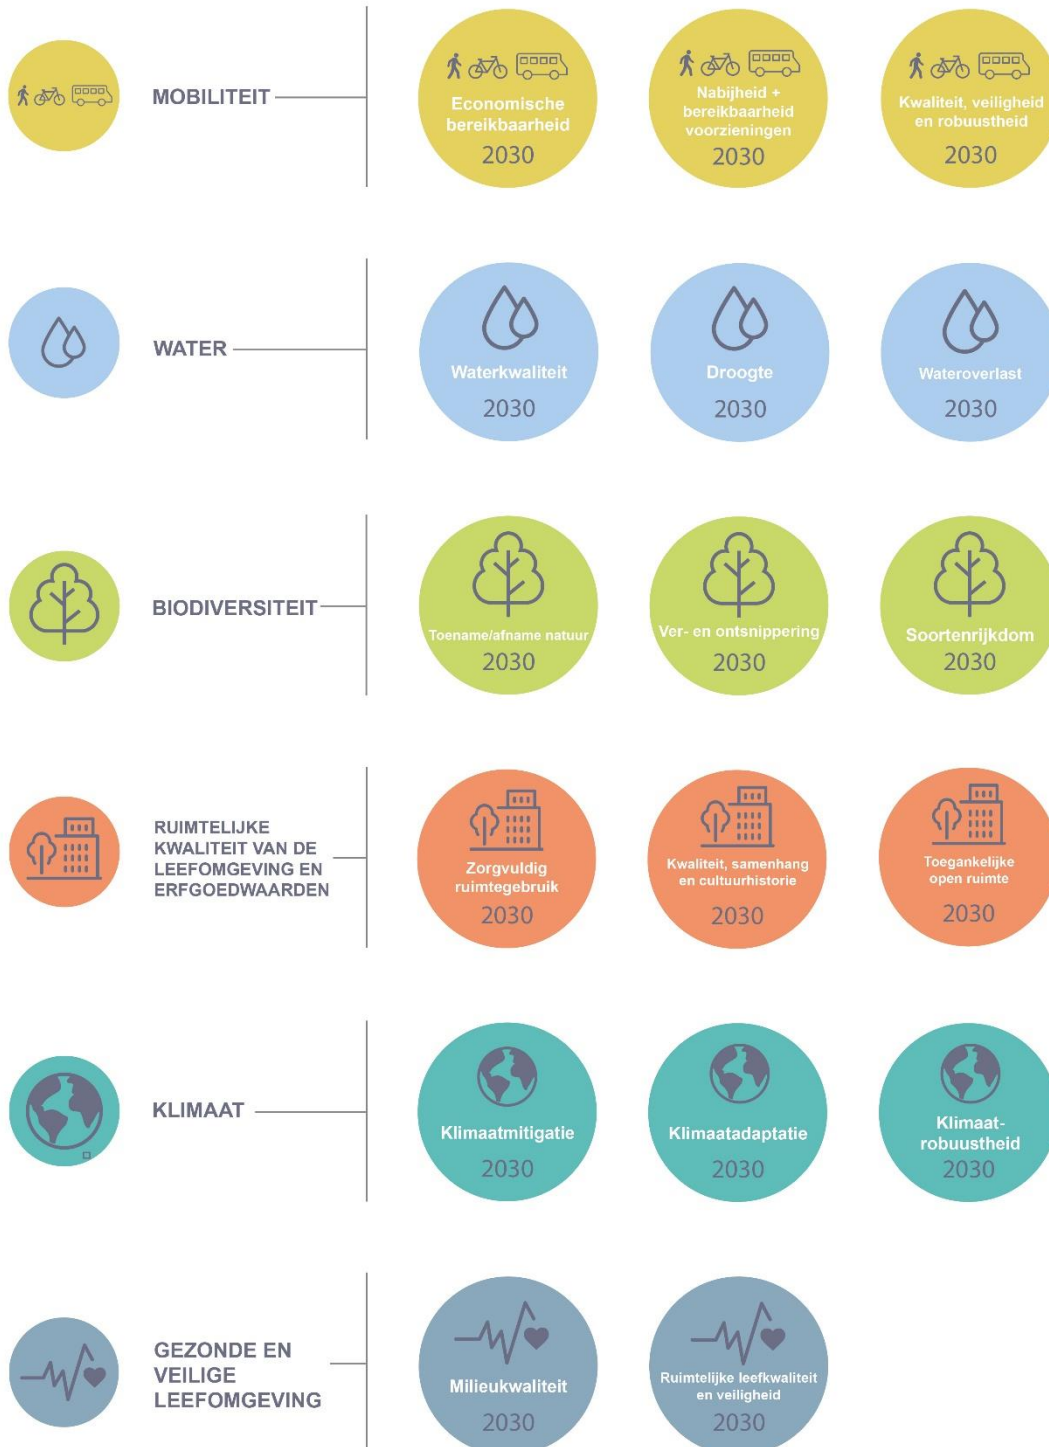 MOBILITEIT
Economische
bereikbaarheid
2030
Nabijheid +
bereikbaarheid
voorzieningen
2030
Kwaliteit, veiligheid
en robuustheid
2030
WATER
Waterkwaliteit
2030
Droogte
2030
Wateroverlast
2030
BIODIVERSITEIT
Toename/afname natuur
2030
Ver- en ontsnippering
2030
Soortenrijkdom
2030
RUIMTELIJKE
KWALITEIT VAN DE
LEEFOMGEVING EN
ERFGOEDWAARDEN
Zorgvuldig
ruimtegebruik
2030
Kwaliteit, samenhang
en cultuurhistorie
2030
Toegankelijke
open ruimte
2030
KLIMAAT
Klimaatmitigatie
2030
Klimaatadaptatie
2030
Klimaat-
robuustheid
2030
GEZONDE EN
VEILIGE
LEEFOMGEVING
Milieukwaliteit
2030
Ruimtelijke leefkwaliteit
en veiligheid
2030